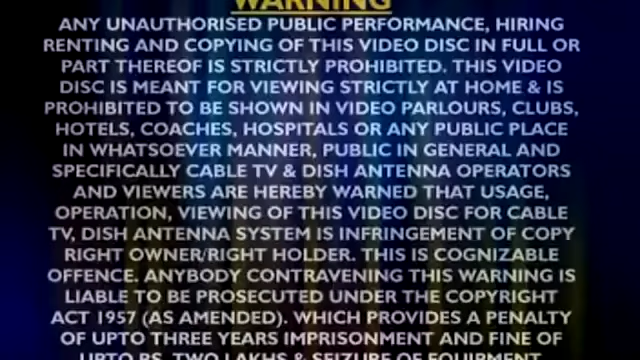 WARNING
ANY UNAUTHORISED PUBLIC PERFORMANCE, HIRING
RENTING AND COPYING OF THIS VIDEO DISC IN FULL OR
PART THEREOF IS STRICTLY PROHIBITED. THIS VIDEO
DISC IS MEANT FOR VIEWING STRICTLY AT HOME & IS
PROHIBITED TO BE SHOWN IN VIDEO PARLOURS, CLUBS,
HOTELS, COACHES, HOSPITALS OR ANY PUBLIC PLACE
IN WHATSOEVER MANNER, PUBLIC IN GENERAL AND
SPECIFICALLY CABLE TV & DISH ANTENNA OPERATORS
AND VIEWERS ARE HEREBY WARNED THAT USAGE,
OPERATION, VIEWING OF THIS VIDEO DISC FOR CABLE
TV, DISH ANTENNA SYSTEM IS INFRINGEMENT OF COPY
RIGHT OWNER/RIGHT HOLDER. THIS IS COGNIZABLE
OFFENCE. ANYBODY CONTRAVENING THIS WARNING IS
LIABLE TO BE PROSECUTED UNDER THE COPYRIGHT
ACT 1957 (AS AMENDED). WHICH PROVIDES A PENALTY
OF UPTO THREE YEARS IMPRISONMENT AND FINE OF
UPTO RS. TWO LAKHS & SEIZURE OF EQUIPMENT